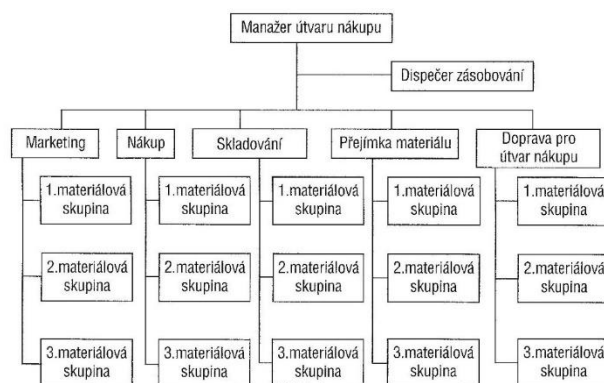 Manažer útvaru nákupu
Dispečer zásobování
Marketing
Nákup
Skladování
Přejímka materiálu
Doprava pro
útvar nákupu
1.materiálová
skupina
1.materiálová
skupina
1.materiálová
skupina
1.materiálová
skupina
1.materiálová
skupina
2.materiálová
skupina
2.materiálová
skupina
2.materiálová
skupina
2.materiálová
skupina
2.materiálová
skupina
3.materiálová
skupina
3.materiálová
skupina
3.materiálová
skupina
3.materiálová
skupina
3.materiálová
skupina